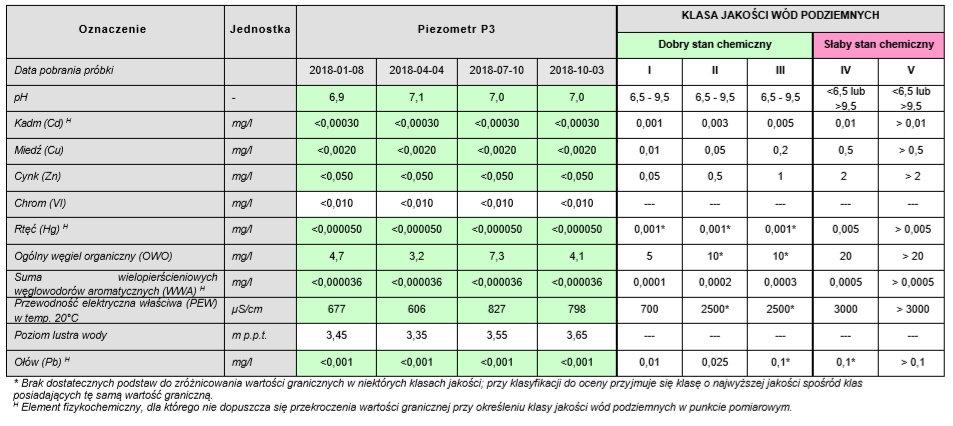 Oznaczenie Jednostka Piezometr P3 KLASA JAKOŚCI WÓD PODZIEMNYCH
Dobry stan chemiczny Słaby stan chemiczny
Data pobrania próbki 2018-01-08 2018-04-04 2018-07-10 2018-10-03 I II III IV V
pH - 6,9 7,1 7,0 7,0 6,5 - 9,5 6,5 - 9,5 6,5 - 9,5 <6,5 lub >9,5 <6,5 lub >9,5
Kadm (Cd) H mg/l <0,00030 <0,00030 <0,00030 <0,00030 0,001 0,003 0,005 0,01 > 0,01
Miedź (Cu) mg/l <0,0020 <0,0020 <0,0020 <0,0020 0,01 0,05 0,2 0,5 > 0,5
Cynk (Zn) mg/l <0,050 <0,050 <0,050 <0,050 0,05 0,5 1 2 > 2
Chrom (VI) mg/l <0,010 <0,010 <0,010 <0,010 --- --- --- --- ---
Rtęć (Hg) H mg/l <0,000050 <0,000050 <0,000050 <0,000050 0,001* 0,001* 0,001* 0,005 > 0,005
Ogólny węgiel organiczny (OWO) mg/l 4,7 3,2 7,3 4,1 5 10* 10* 20 > 20
Suma wielopierścieniowych
węglowodorów aromatycznych (WWA) H mg/l <0,000036 <0,000036 <0,000036 <0,000036 0,0001 0,0002 0,0003 0,0005 > 0,0005
Przewodność elektryczna właściwa (PEW)
w temp. 20°C µS/cm 677 606 827 798 700 2500* 2500* 3000 > 3000
Poziom lustra wody m p.p.t. 3,45 3,35 3,55 3,65 --- --- --- --- ---
Ołów (Pb) H mg/l <0,001 <0,001 <0,001 <0,001 0,01 0,025 0,1* 0,1* > 0,1
* Brak dostatecznych podstaw do zróżnicowania wartości granicznych w niektórych klasach jakości; przy klasyfikacji do oceny przyjmuje się klasę o najwyższej jakości spośród klas
posiadających tę samą wartość graniczną.
H Element fizykochemiczny, dla którego nie dopuszcza się przekroczenia wartości granicznej przy określeniu klasy jakości wód podziemnych w punkcie pomiarowym.